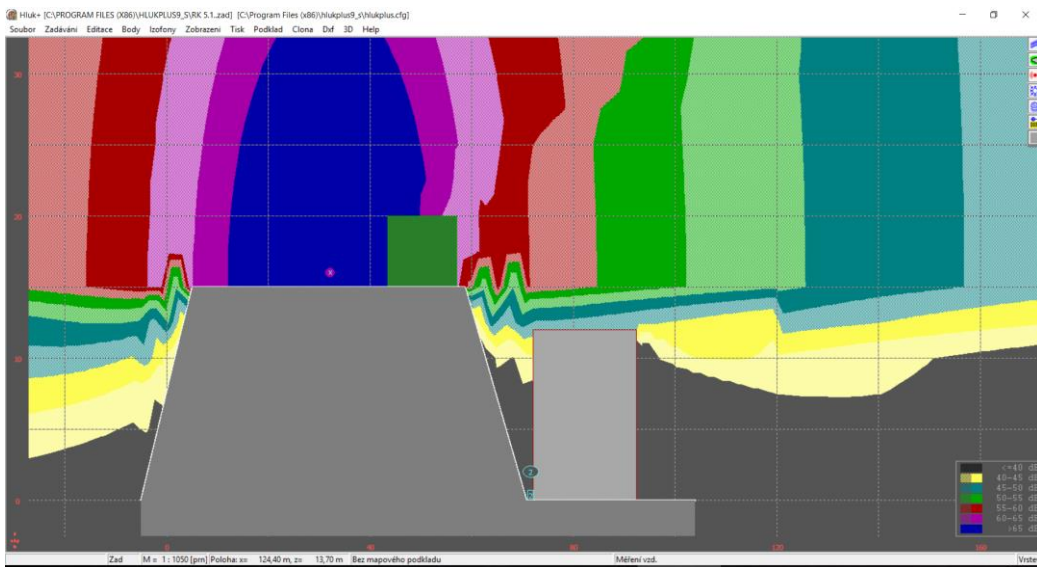 Hluk+ [C:\PROGRAM FILES (X86)\HLUKPLUS9_S\RK 5.1..zad] [C:\Program Files (x86)\hlukplus9_s\hlukplus.cfg]
Soubor Zadávání Editace Body Izofony Zobrazení Tisk Podklad Clona Dxf 3D Help
30
20
10
0
7
<=40 dB
40-45 dB
45-50 dB
50-55 dB
55-60 dB
60-65 dB
>65 dB
0 40 80 120 160
Zad M = 1: 1050 [prn] Poloha: x= 124,40 m, z= 13,70 m Bez mapového podkladu Měření vzd. Vrste